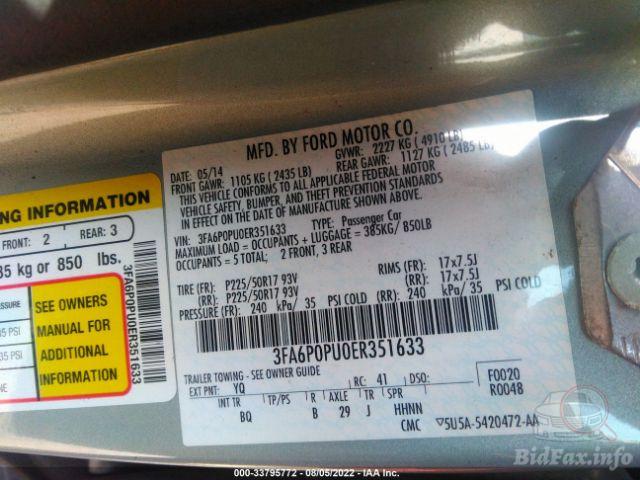 MFD. BY FORD MOTOR CO.
DATE: 05/14
GVWR: 2227 KG ( 4910 LB)
FRONT GAWR: 1105 KG ( 2435 LB)
REAR GAWR: 1127 KG ( 2485 LB)
THIS VEHICLE CONFORMS TO ALL APPLICABLE FEDERAL MOTOR
VEHICLE SAFETY, BUMPER, AND THEFT PREVENTION STANDARDS
IN EFFECT ON THE DATE OF MANUFACTURE SHOWN ABOVE.
VIN: 3FA6P0PU0ER351633
TYPE: Passenger Car
MAXIMUM LOAD = OCCUPANTS + LUGGAGE = 385KG/ 850LB
OCCUPANTS = 5 TOTAL: 2 FRONT, 3 REAR
TIRE (FR): P225/50R17 93V RIMS (FR): 17x7.5J
(RR): P225/50R17 93V (RR): 17x7.5J
PRESSURE (FR): 240 kPa/ 35 PSI COLD (RR): 240 kPa/ 35 PSI COLD
3FA6P0PU0ER351633
TRAILER TOWING - SEE OWNER GUIDE
EXT PNT: YQ RC: 41 DSO: F0020
R0048
INT TR TP/PS R AXLE TR SPR
BQ B 29 J HHNN
CMC 5U5A-5420472-AA
NG INFORMATION
FRONT: 2 REAR: 3
35 kg or 850 lbs.
3FA6P0PU0ER351633
ESSURE
35 PSI
35 PSI
NE
SEE OWNERS
MANUAL FOR
ADDITIONAL
INFORMATION
000-33795772 - 08/05/2022 - IAA Inc.
BidFax.info